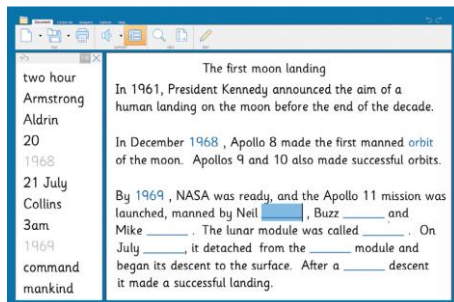 two hour
Armstrong
Aldrin
20
1968
21 July
Collins
3am
1969
command
mankind
The first moon landing
In 1961, President Kennedy announced the aim of a
human landing on the moon before the end of the decade.
In December 1968 , Apollo 8 made the first manned orbit
of the moon. Apollos 9 and 10 also made successful orbits.
By 1969 , NASA was ready, and the Apollo 11 mission was
launched, manned by Neil ______ , Buzz ______ and
Mike ______ . The lunar module was called ______ . On
July ______ , it detached from the ______ module and
began its descent to the surface. After a ______ descent
it made a successful landing.